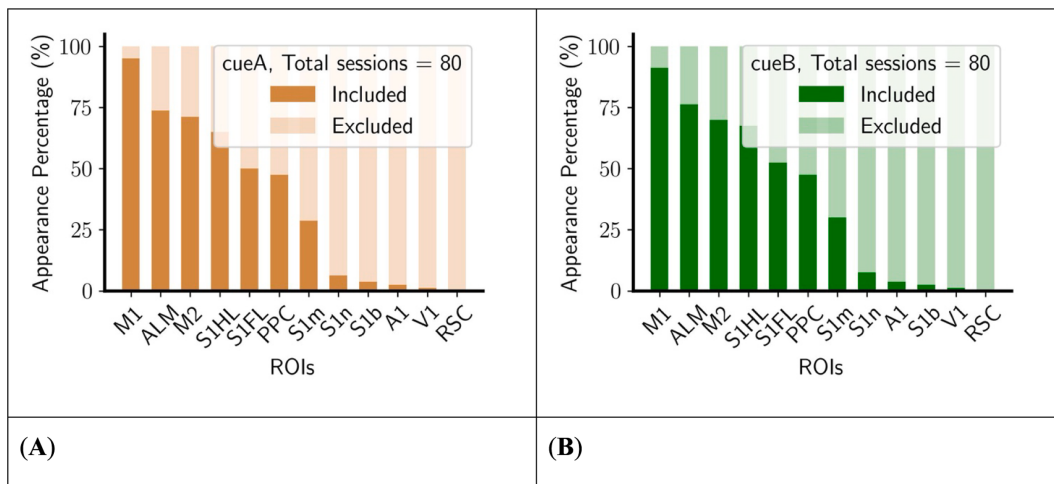 100
75
50
25
0
Appearance Percentage (%)
cueA, Total sessions = 80
Included
Excluded
M1 ALM M2 S1HL S1FL PPC S1m S1n S1b A1 V1 RSC
ROIs
(A)
100
75
50
25
0
Appearance Percentage (%)
cueB, Total sessions = 80
Included
Excluded
M1 ALM M2 S1HL S1FL PPC S1m S1n A1 S1b V1 RSC
ROIs
(B)